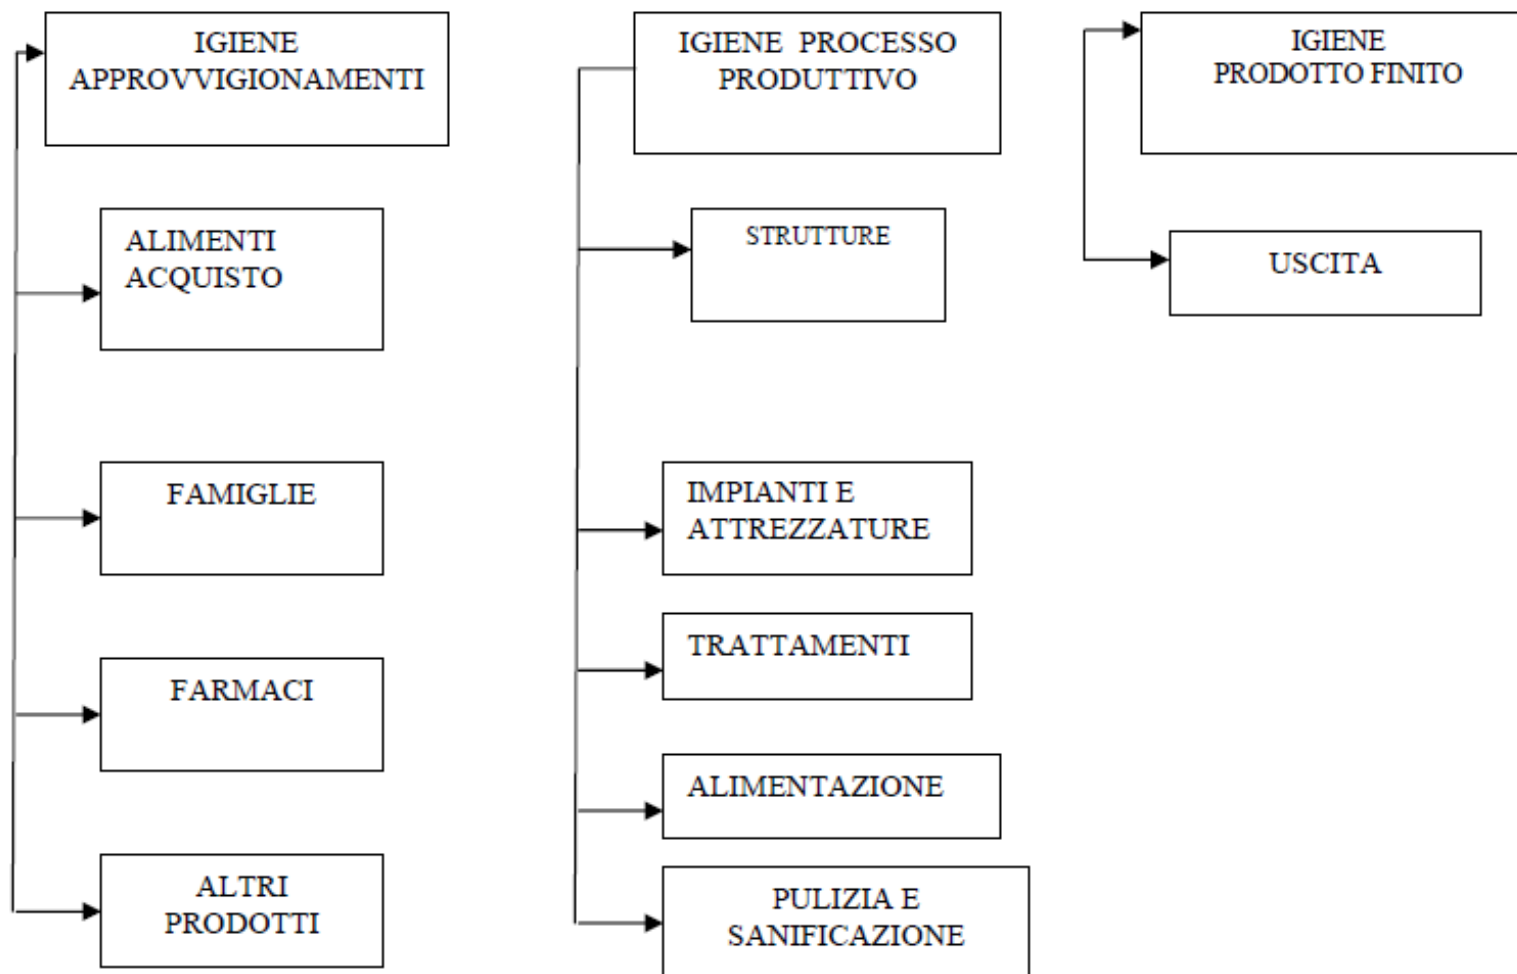 IGIENE
APPROVVIGIONAMENTI
ALIMENTI
ACQUISTO
FAMIGLIE
FARMACI
ALTRI
PRODOTTI
IGIENE PROCESSO
PRODUTTIVO
STRUTTURE
IMPIANTI E
ATTREZZATURE
TRATTAMENTI
ALIMENTAZIONE
PULIZIA E
SANIFICAZIONE
IGIENE
PRODOTTO FINITO
USCITA